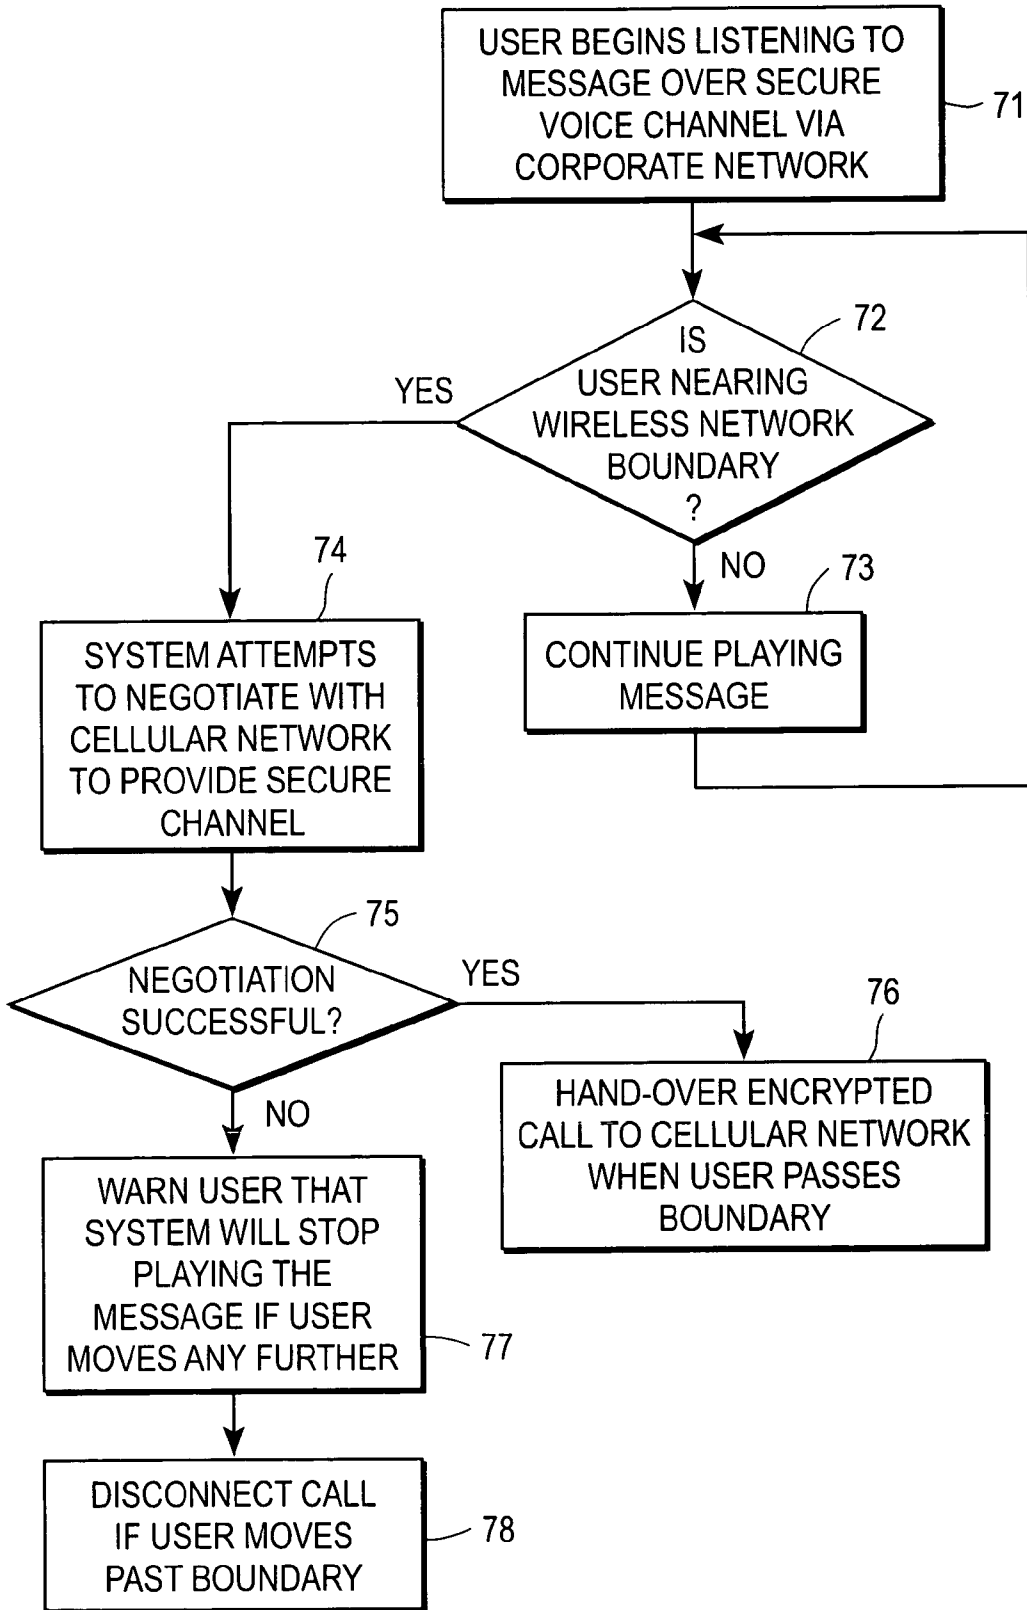 USER BEGINS LISTENING TO
MESSAGE OVER SECURE
VOICE CHANNEL VIA
CORPORATE NETWORK
71
72
IS
USER NEARING
WIRELESS NETWORK
BOUNDARY
?
YES
NO
73
CONTINUE PLAYING
MESSAGE
74
SYSTEM ATTEMPTS
TO NEGOTIATE WITH
CELLULAR NETWORK
TO PROVIDE SECURE
CHANNEL
75
NEGOTIATION
SUCCESSFUL?
YES
NO
76
HAND-OVER ENCRYPTED
CALL TO CELLULAR NETWORK
WHEN USER PASSES
BOUNDARY
WARN USER THAT
SYSTEM WILL STOP
PLAYING THE
MESSAGE IF USER
MOVES ANY FURTHER
77
DISCONNECT CALL
IF USER MOVES
PAST BOUNDARY
78